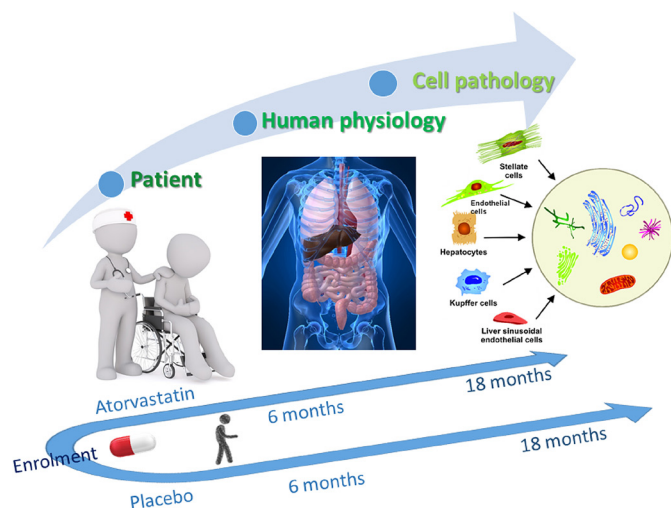 Cell pathology
Human physiology
Patient
Stellate
cells
Endothelial
cells
Hepatocytes
Kupffer cells
Liver sinusoidal
endothelial cells
Atorvastatin
6 months
18 months
Enrolment
Placebo
6 months
18 months